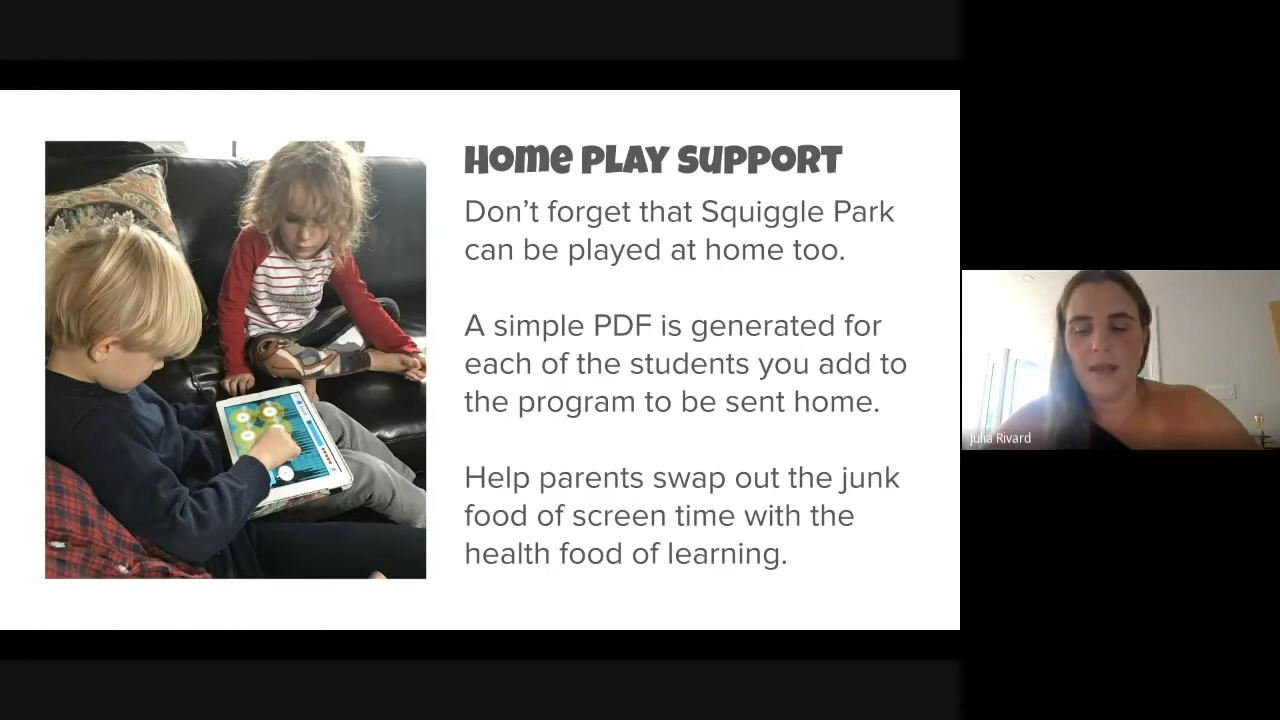 Home Play Support
Don’t forget that Squiggle Park
can be played at home too.
A simple PDF is generated for
each of the students you add to
the program to be sent home.
Help parents swap out the junk
food of screen time with the
health food of learning.
Julia Rivard